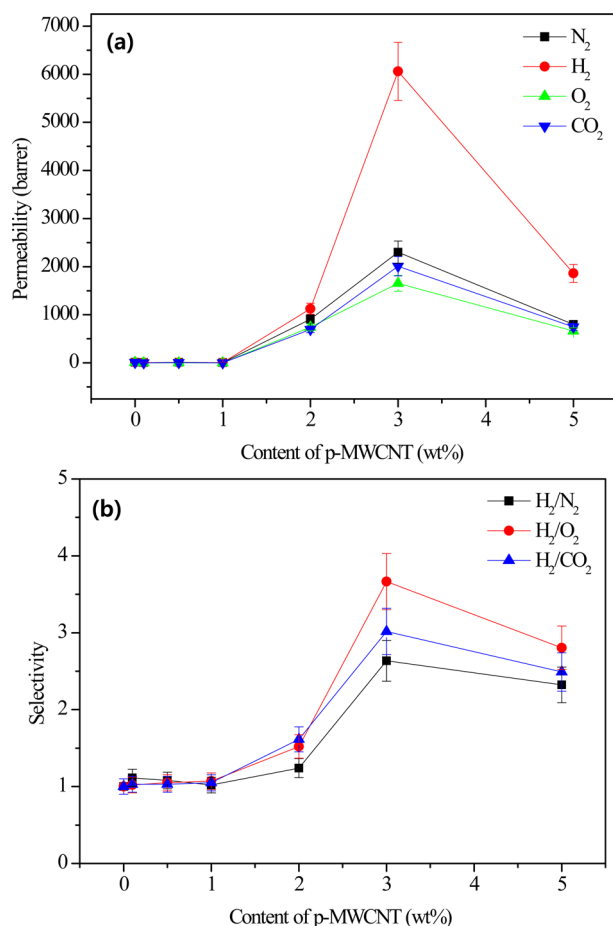 (a)
N₂
H₂
O₂
CO₂
7000
6000
5000
4000
3000
2000
1000
0
Permeability (barrer)
0 1 2 3 4 5
Content of p-MWCNT (wt%)
(b)
H₂/N₂
H₂/O₂
H₂/CO₂
5
4
3
2
1
0
Selectivity
0 1 2 3 4 5
Content of p-MWCNT (wt%)